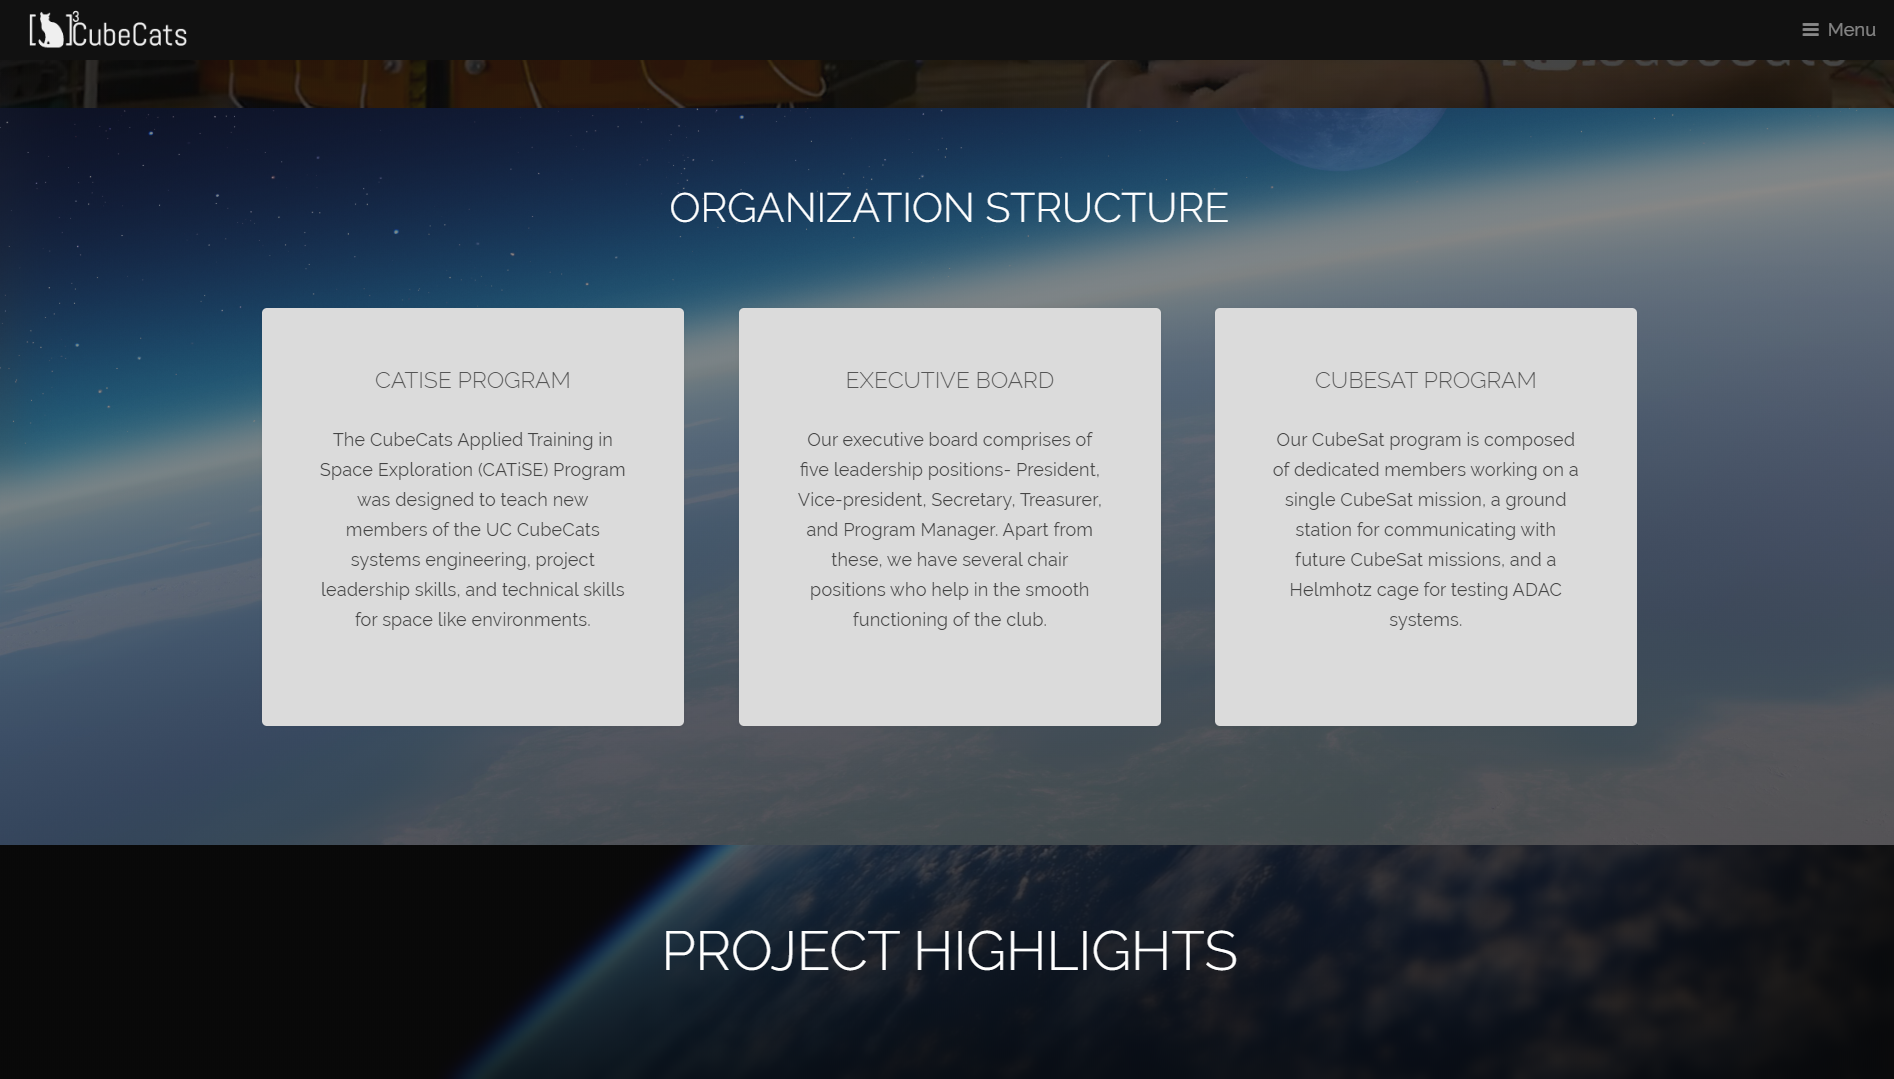 [ ]3CubeCats
Menu
ORGANIZATION STRUCTURE
CATISE PROGRAM
The CubeCats Applied Training in
Space Exploration (CATiSE) Program
was designed to teach new
members of the UC CubeCats
systems engineering, project
leadership skills, and technical skills
for space like environments.
EXECUTIVE BOARD
Our executive board comprises of
five leadership positions- President,
Vice-president, Secretary, Treasurer,
and Program Manager. Apart from
these, we have several chair
positions who help in the smooth
functioning of the club.
CUBESAT PROGRAM
Our CubeSat program is composed
of dedicated members working on a
single CubeSat mission, a ground
station for communicating with
future CubeSat missions, and a
Helmhotz cage for testing ADAC
systems.
PROJECT HIGHLIGHTS